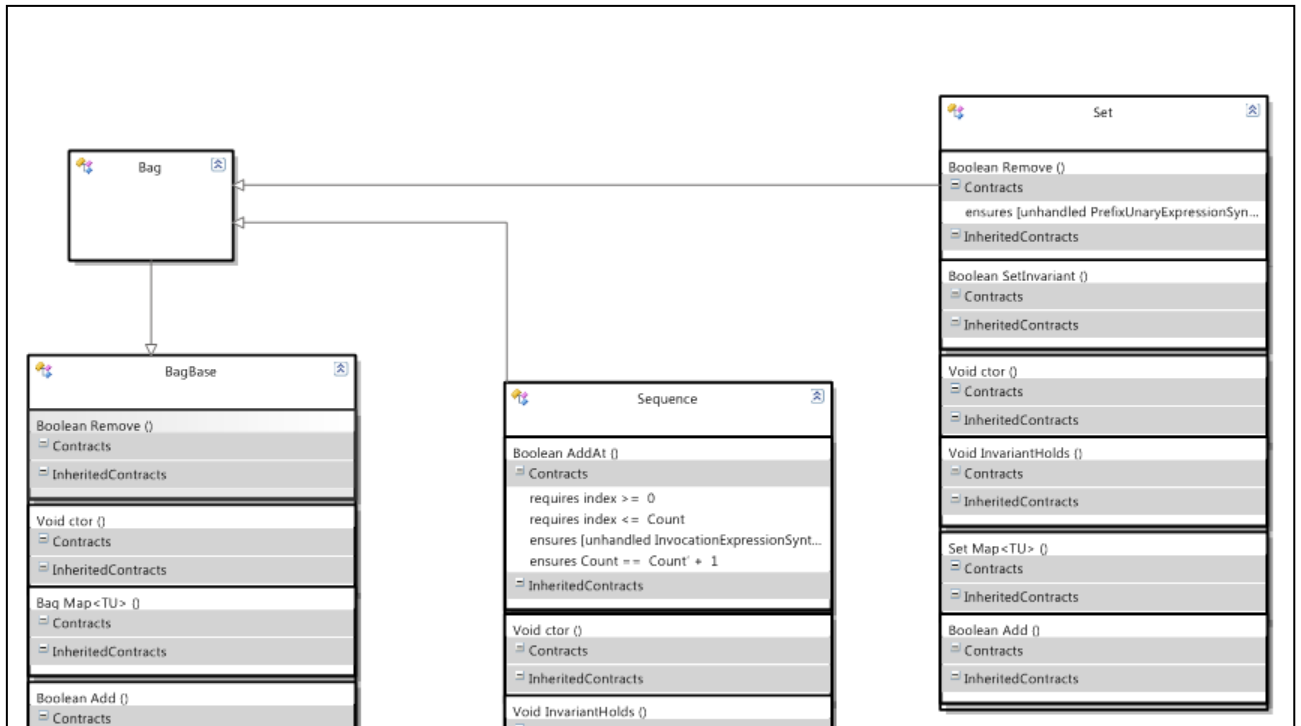 Bag
BagBase
Boolean Remove ()
Contracts
InheritedContracts
Void ctor ()
Contracts
InheritedContracts
Bag Map<TU> ()
Contracts
InheritedContracts
Boolean Add ()
Contracts
Sequence
Boolean AddAt ()
Contracts
requires index >= 0
requires index <= Count
ensures [unhandled InvocationExpressionSynt...
ensures Count == Count' + 1
InheritedContracts
Void ctor ()
Contracts
InheritedContracts
Void InvariantHolds ()
Set
Boolean Remove ()
Contracts
ensures [unhandled PrefixUnaryExpressionSyn...
InheritedContracts
Boolean SetInvariant ()
Contracts
InheritedContracts
Void ctor ()
Contracts
InheritedContracts
Void InvariantHolds ()
Contracts
InheritedContracts
Set Map<TU> ()
Contracts
InheritedContracts
Boolean Add ()
Contracts
InheritedContracts